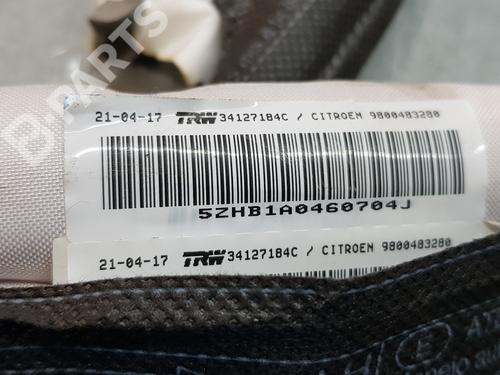 B-PARTS
21-04-17 TRW 34127184C / CITROEN 9800483280
5ZHB1A0460704J
21-04-17 TRW 34127184C / CITROEN 9800483280
E